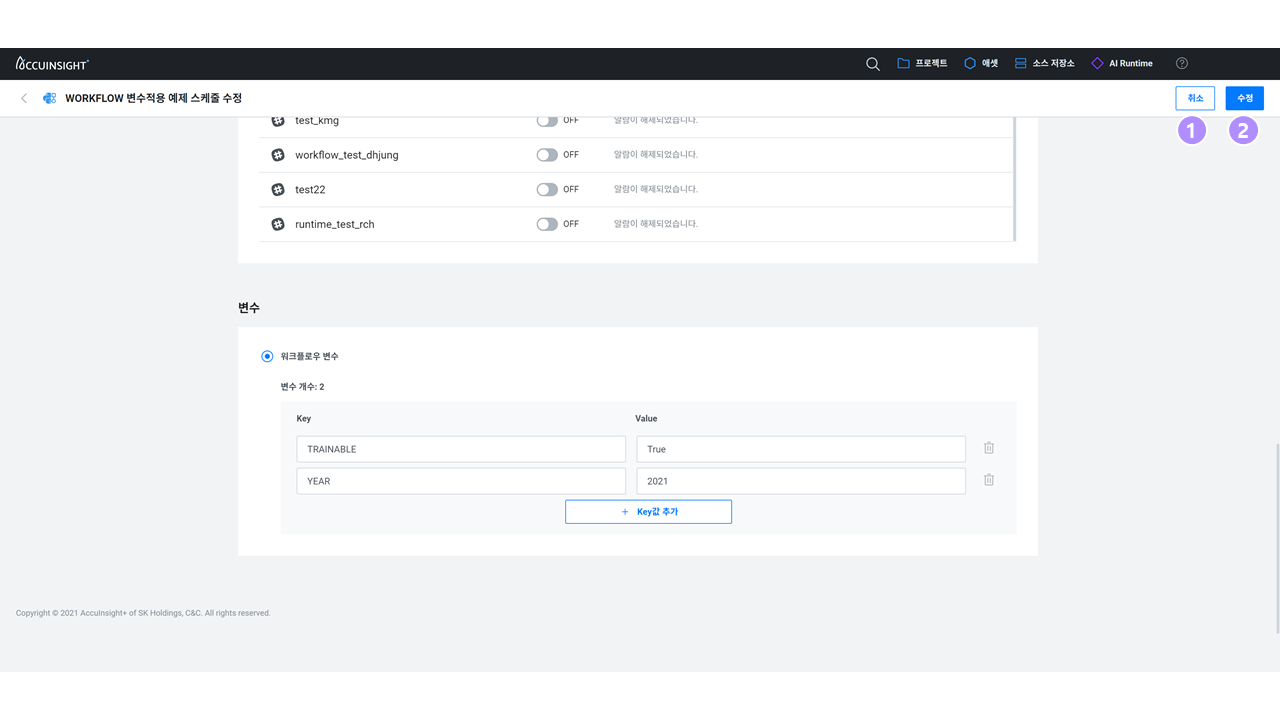 ACCUINSIGHT+
프로젝트 애셋 소스 저장소 AI Runtime ?
WORKFLOW 변수적용 예제 스케줄 수정 취소 수정
1 2
test_kmg OFF 알람이 해제되었습니다.
workflow_test_dhjung OFF 알람이 해제되었습니다.
test22 OFF 알람이 해제되었습니다.
runtime_test_rch OFF 알람이 해제되었습니다.
변수
워크플로우 변수
변수 개수: 2
Key Value
TRAINABLE True
YEAR 2021
+ Key값 추가
Copyright © 2021 AccuInsight+ of SK Holdings, C&C. All rights reserved.